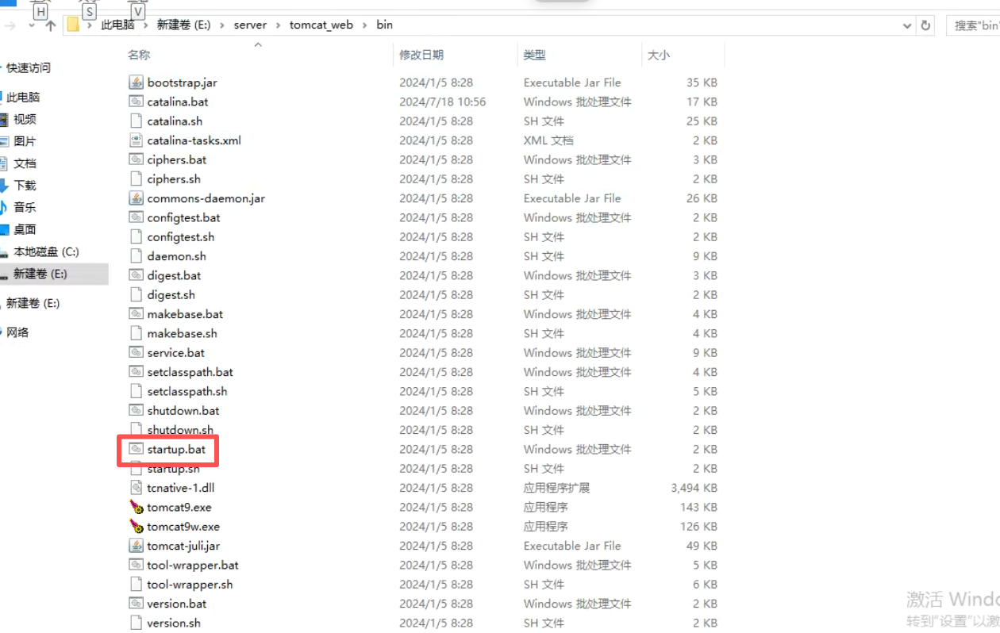 H S V
此电脑 > 新建卷 (E:) > server > tomcat_web > bin
搜索"bin"
名称 修改日期 类型 大小
快速访问
此电脑
视频
图片
文档
下载
音乐
桌面
本地磁盘 (C:)
新建卷 (E:)
新建卷 (E:)
网络
bootstrap.jar 2024/1/5 8:28 Executable Jar File 35 KB
catalina.bat 2024/7/18 10:56 Windows 批处理文件 17 KB
catalina.sh 2024/1/5 8:28 SH 文件 25 KB
catalina-tasks.xml 2024/1/5 8:28 XML 文档 2 KB
ciphers.bat 2024/1/5 8:28 Windows 批处理文件 3 KB
ciphers.sh 2024/1/5 8:28 SH 文件 2 KB
commons-daemon.jar 2024/1/5 8:28 Executable Jar File 26 KB
configtest.bat 2024/1/5 8:28 Windows 批处理文件 2 KB
configtest.sh 2024/1/5 8:28 SH 文件 2 KB
daemon.sh 2024/1/5 8:28 SH 文件 9 KB
digest.bat 2024/1/5 8:28 Windows 批处理文件 3 KB
digest.sh 2024/1/5 8:28 SH 文件 2 KB
makebase.bat 2024/1/5 8:28 Windows 批处理文件 4 KB
makebase.sh 2024/1/5 8:28 SH 文件 4 KB
service.bat 2024/1/5 8:28 Windows 批处理文件 9 KB
setclasspath.bat 2024/1/5 8:28 Windows 批处理文件 4 KB
setclasspath.sh 2024/1/5 8:28 SH 文件 5 KB
shutdown.bat 2024/1/5 8:28 Windows 批处理文件 2 KB
shutdown.sh 2024/1/5 8:28 SH 文件 2 KB
startup.bat 2024/1/5 8:28 Windows 批处理文件 2 KB
startup.sh 2024/1/5 8:28 SH 文件 2 KB
tcnative-1.dll 2024/1/5 8:28 应用程序扩展 3,494 KB
tomcat9.exe 2024/1/5 8:28 应用程序 143 KB
tomcat9w.exe 2024/1/5 8:28 应用程序 126 KB
tomcat-juli.jar 2024/1/5 8:28 Executable Jar File 49 KB
tool-wrapper.bat 2024/1/5 8:28 Windows 批处理文件 5 KB
tool-wrapper.sh 2024/1/5 8:28 SH 文件 6 KB
version.bat 2024/1/5 8:28 Windows 批处理文件 2 KB
version.sh 2024/1/5 8:28 SH 文件 2 KB
激活 Windo
转到"设置"以激